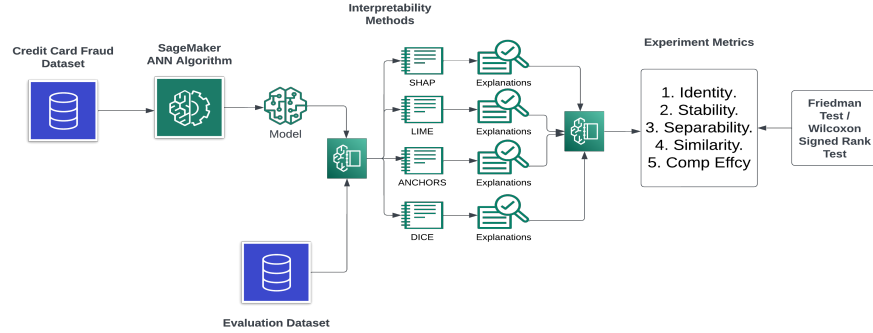 Interpretability
Methods
Credit Card Fraud
Dataset
SageMaker
ANN Algorithm
Experiment Metrics
SHAP
Explanations
LIME
Explanations
Model
ANCHORS
Explanations
DICE
Explanations
1. Identity.
2. Stability.
3. Separability.
4. Similarity.
5. Comp Effcy
Friedman
Test /
Wilcoxon
Signed Rank
Test
Evaluation Dataset